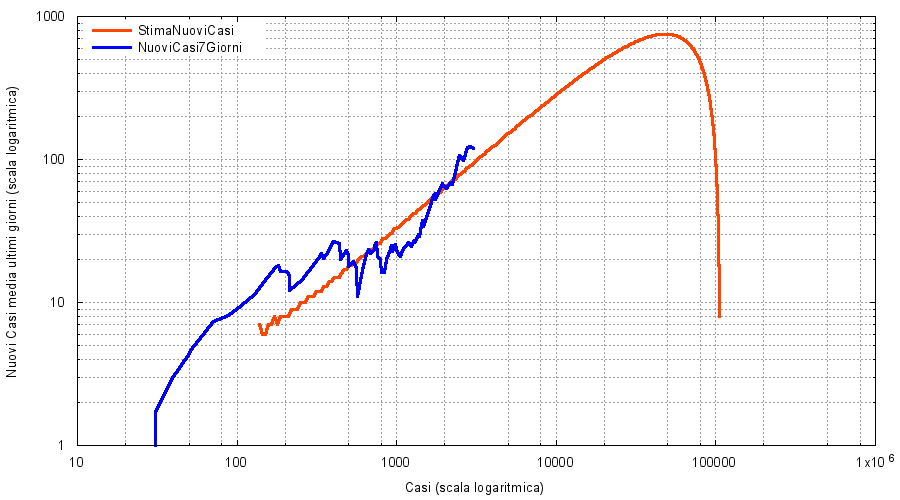 1000
100
10
1
Nuovi Casi media ultimi giorni (scala logaritmica)
StimaNuoviCasi
NuoviCasi7Giorni
10 100 1000 10000 100000 1x10 6
Casi (scala logaritmica)